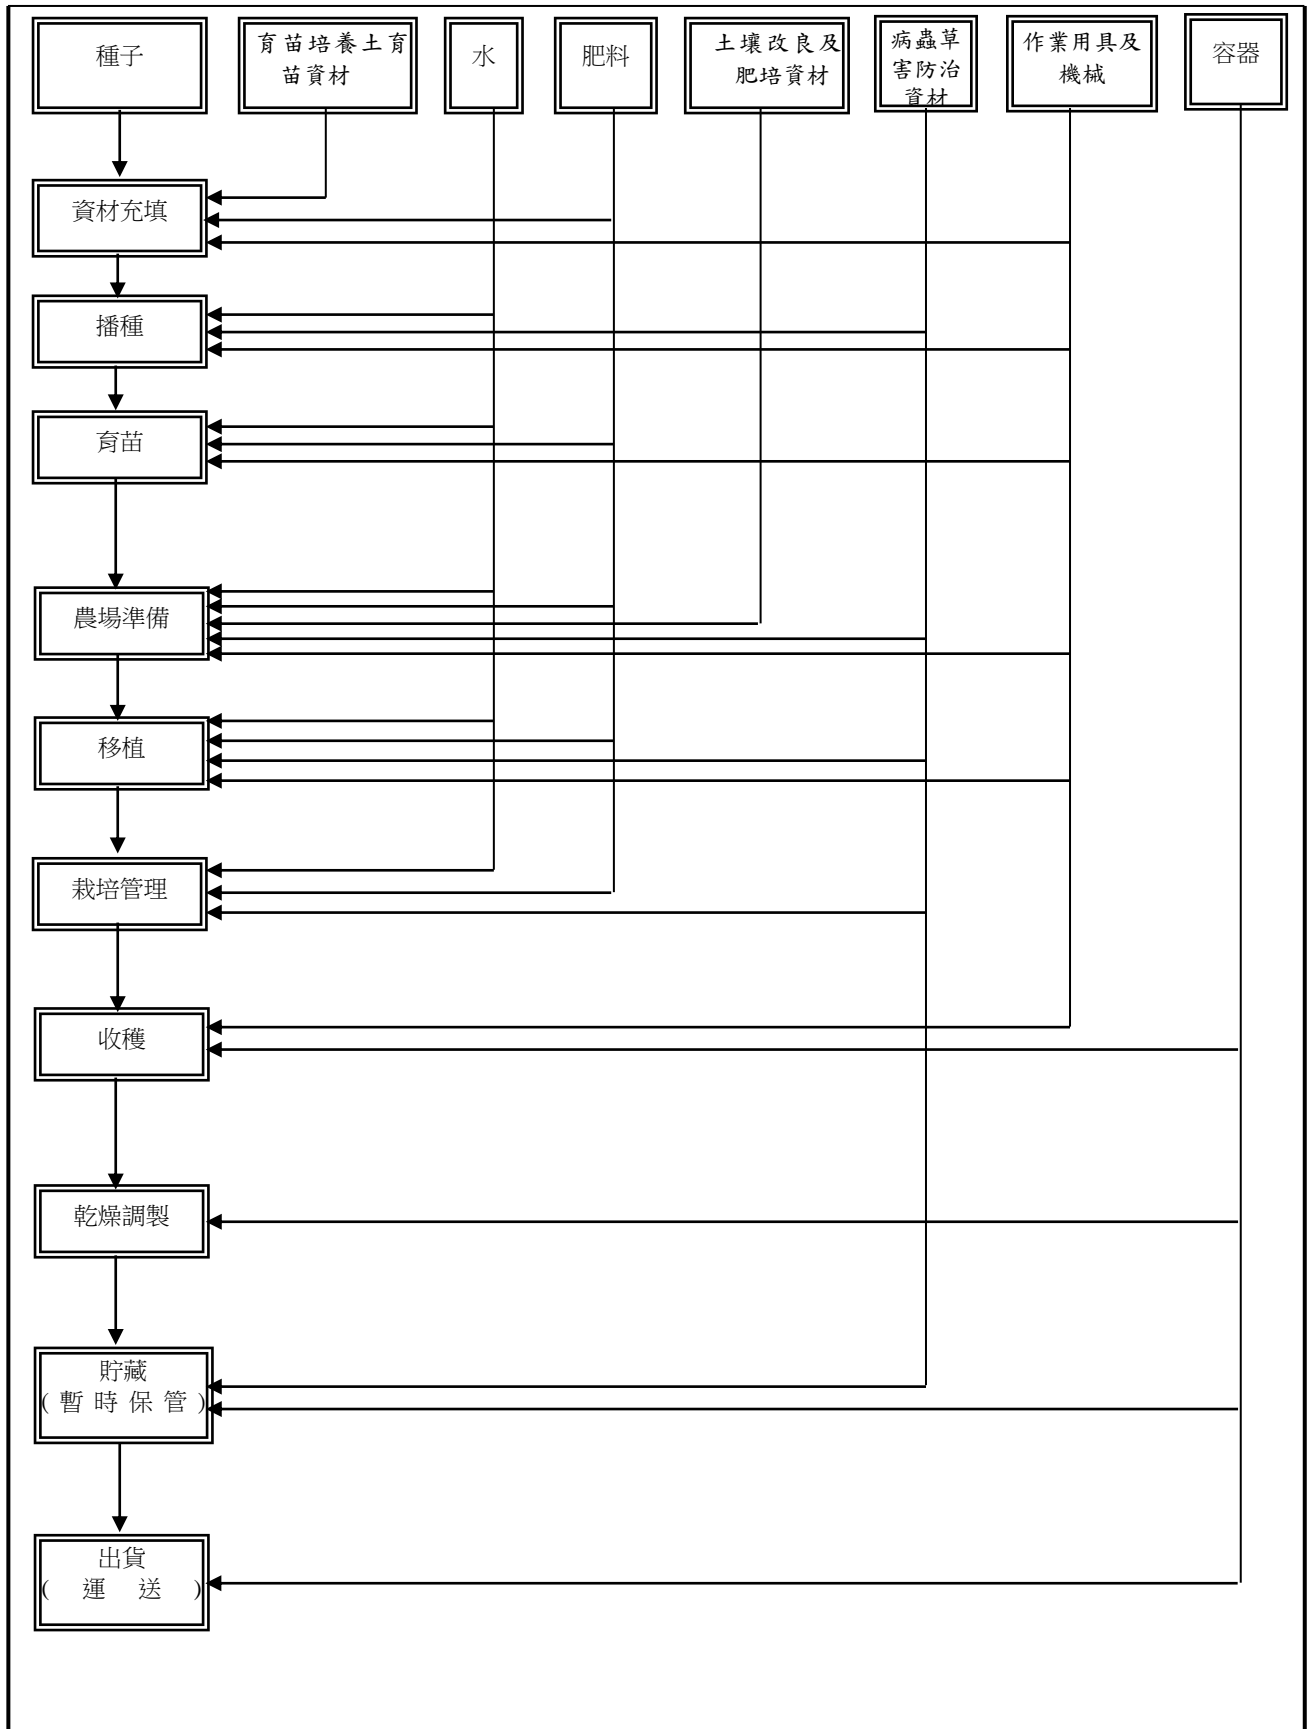 種子
育苗培養土育
苗資材
水
肥料
土壤改良及
肥培資材
病蟲草
害防治
資材
作業用具及
機械
容器
資材充填
播種
育苗
農場準備
移植
栽培管理
收穫
乾燥調製
貯藏
(暫時保管)
出貨
(運送)